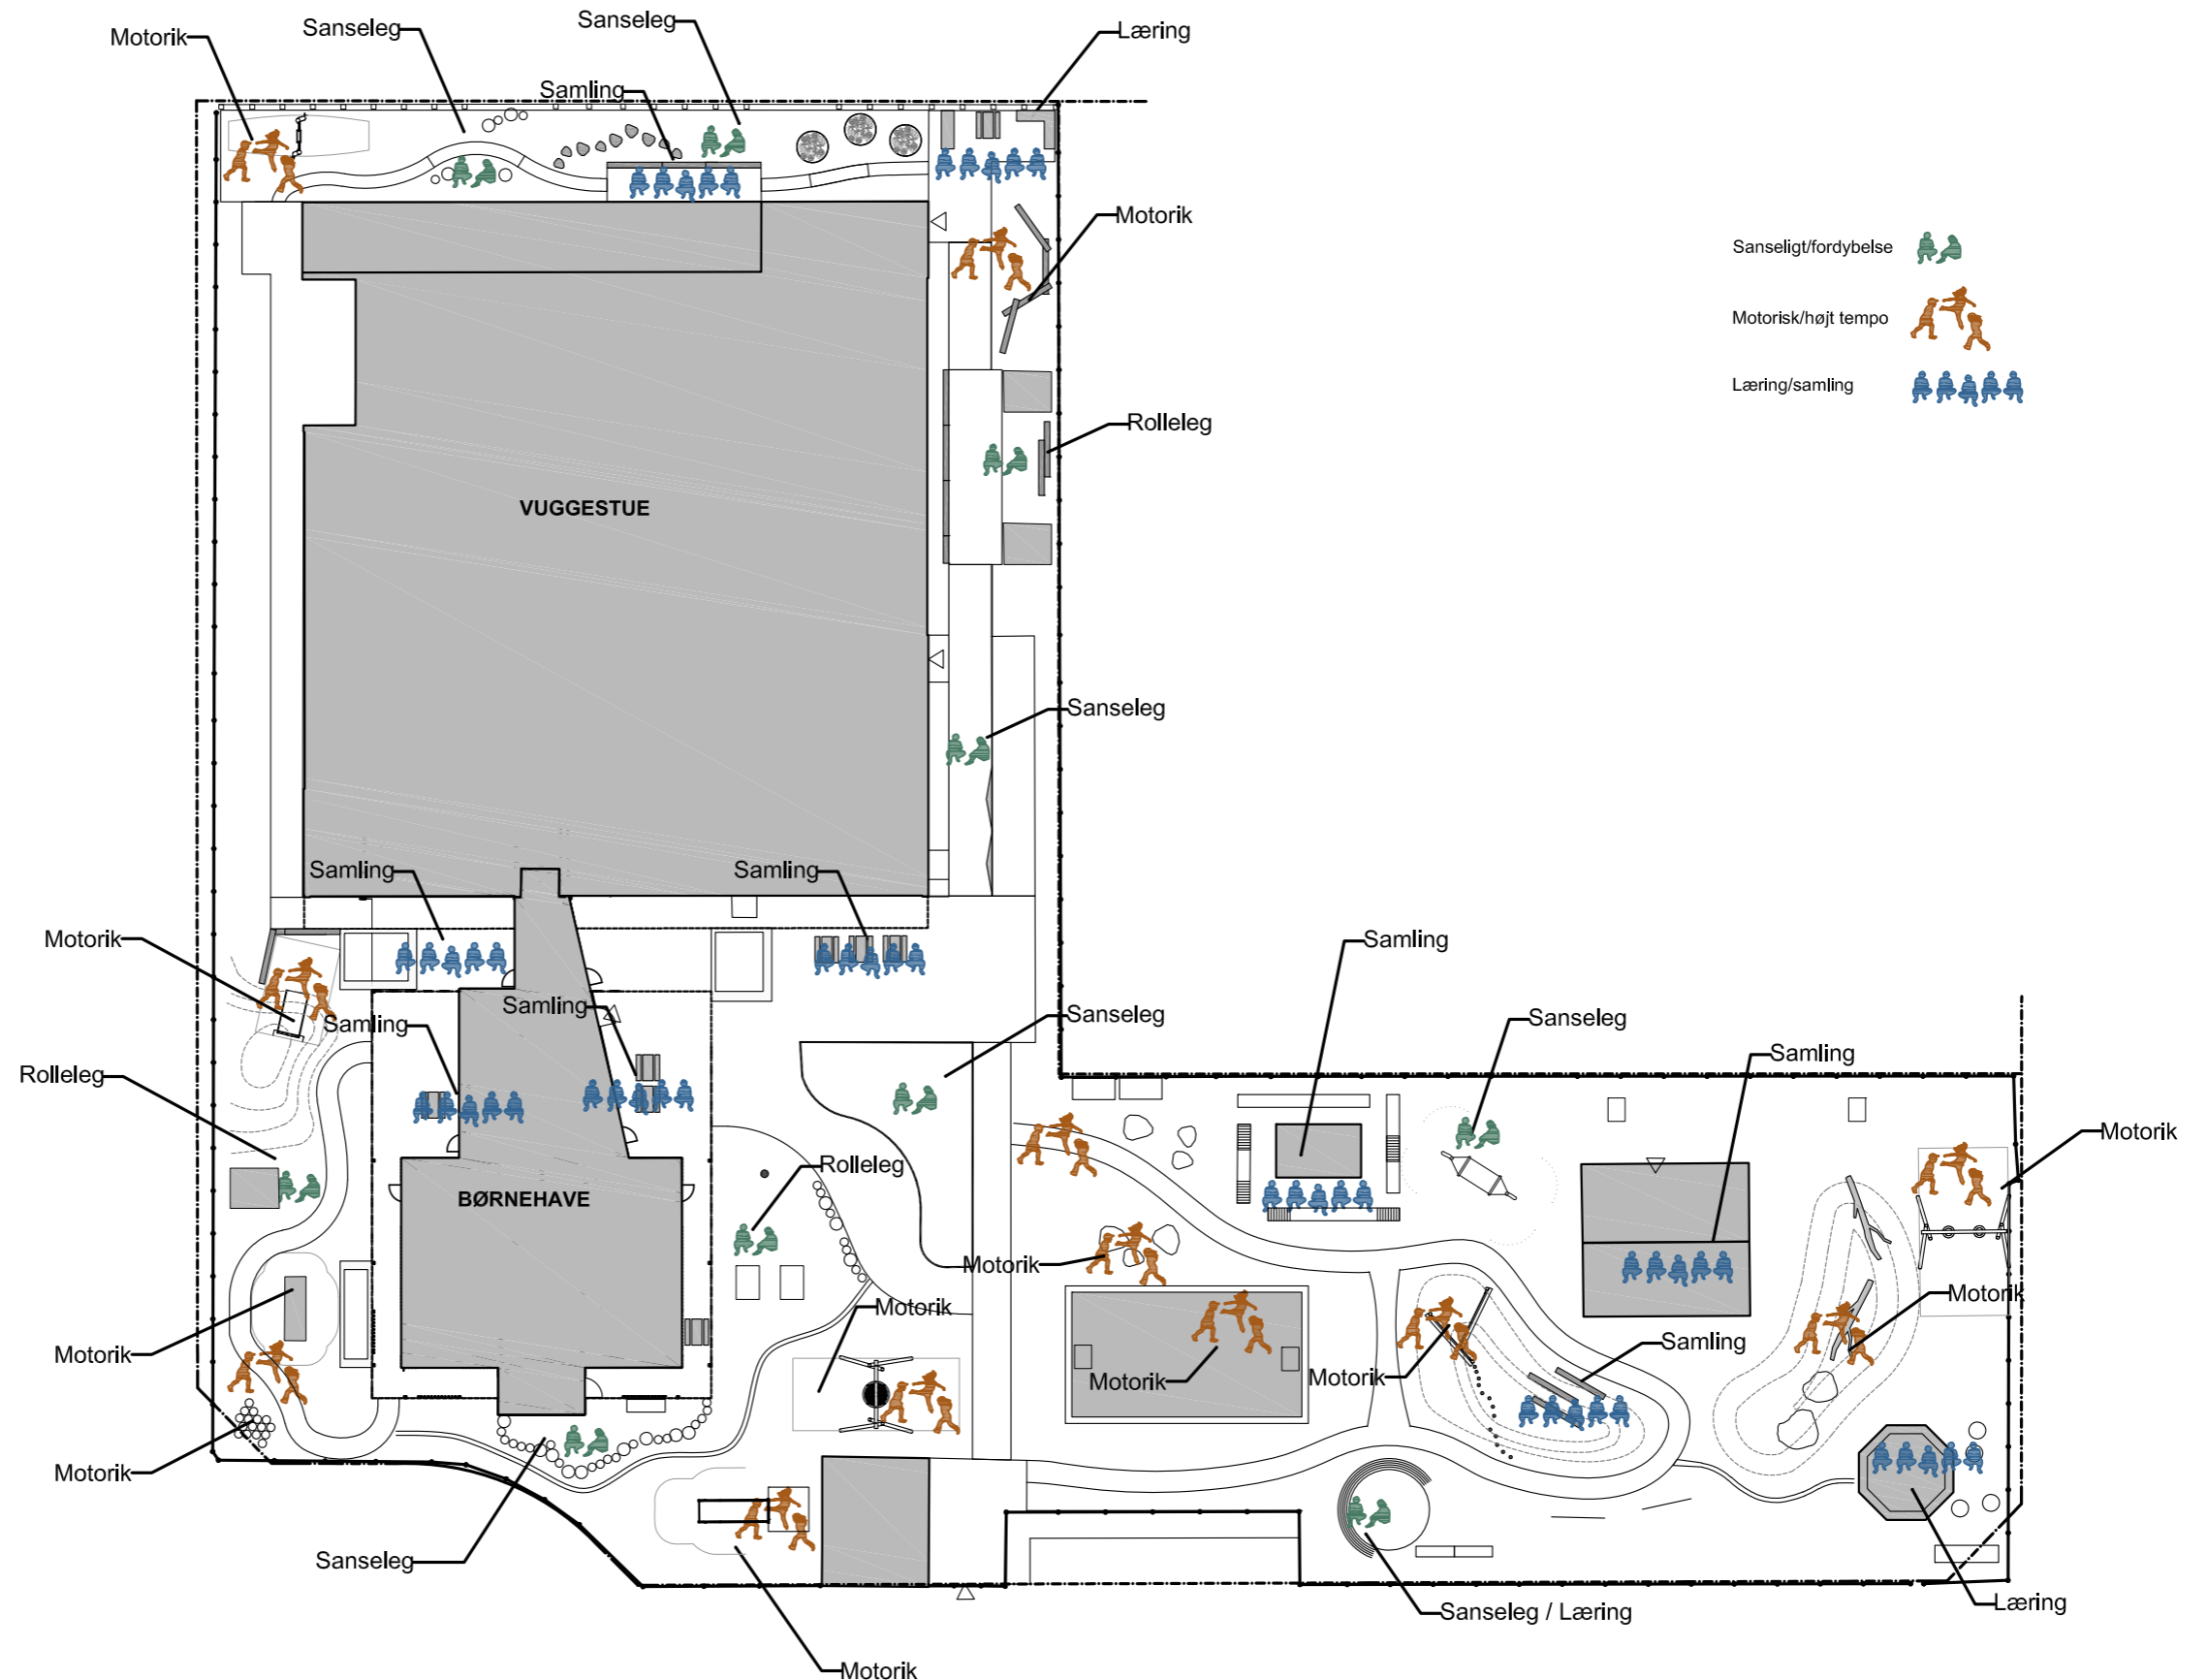 Sanseleg
Sanseleg
Læring
Motorik
Samling
Motorik
Sanseligt/fordybelse
Motorisk/højt tempo
Læring/samling
Rolleleg
VUGGESTUE
Sanseleg
Samling
Samling
Motorik
Samling
Samling
Samling
Sanseleg
Sanseleg
Samling
Rolleleg
Motorik
Rolleleg
BØRNEHAVE
Motorik
Motorik
Motorik
Samling
Motorik
Motorik
Motorik
Motorik
Sanseleg
Sanseleg / Læring
Læring
Motorik